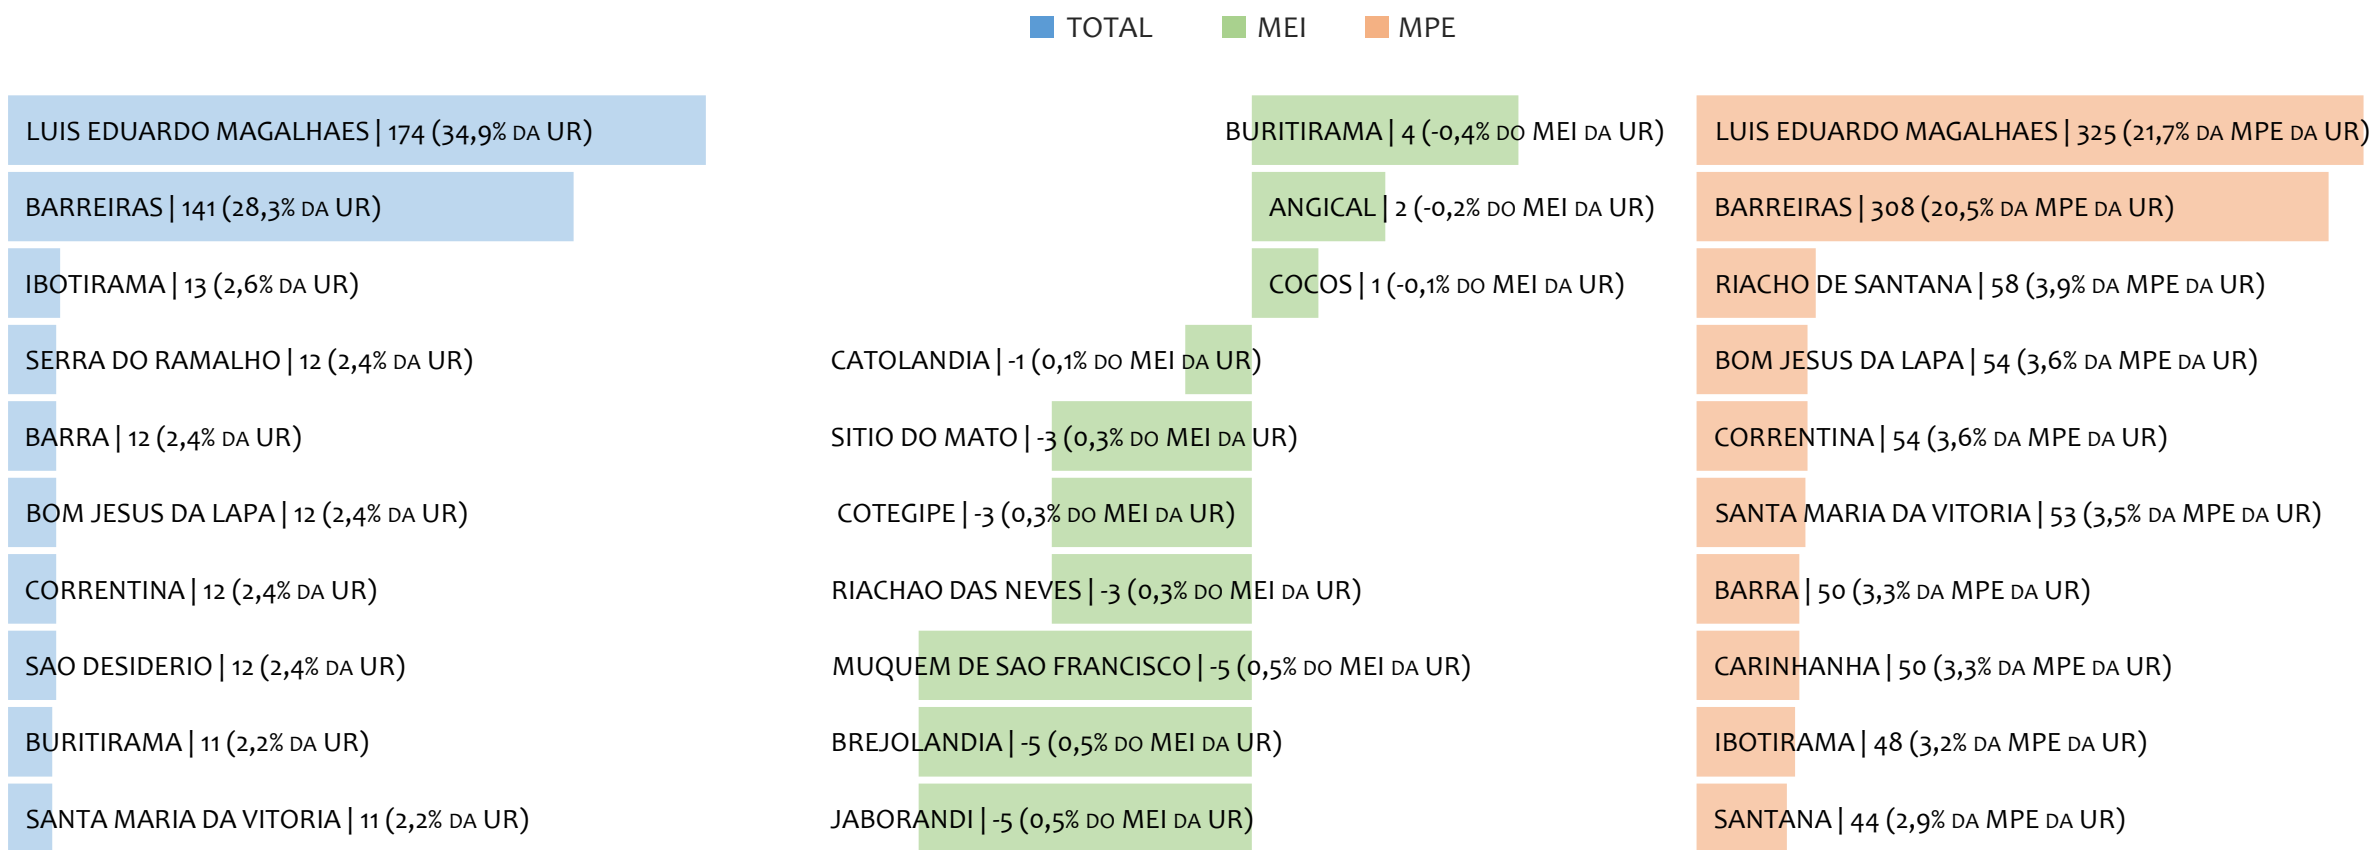 TOTAL MEI MPE
LUIS EDUARDO MAGALHAES | 174 (34,9% DA UR)
BARREIRAS | 141 (28,3% DA UR)
IBOTIRAMA | 13 (2,6% DA UR)
SERRA DO RAMALHO | 12 (2,4% DA UR)
BARRA | 12 (2,4% DA UR)
BOM JESUS DA LAPA | 12 (2,4% DA UR)
CORRENTINA | 12 (2,4% DA UR)
SAO DESIDERIO | 12 (2,4% DA UR)
BURITIRAMA | 11 (2,2% DA UR)
SANTA MARIA DA VITORIA | 11 (2,2% DA UR)
BURITIRAMA | 4 (-0,4% DO MEI DA UR)
ANGICAL | 2 (-0,2% DO MEI DA UR)
COCOS | 1 (-0,1% DO MEI DA UR)
CATOLANDIA | -1 (0,1% DO MEI DA UR)
SITIO DO MATO | -3 (0,3% DO MEI DA UR)
COTEGIPE | -3 (0,3% DO MEI DA UR)
RIACHAO DAS NEVES | -3 (0,3% DO MEI DA UR)
MUQUEM DE SAO FRANCISCO | -5 (0,5% DO MEI DA UR)
BREJOLANDIA | -5 (0,5% DO MEI DA UR)
JABORANDI | -5 (0,5% DO MEI DA UR)
LUIS EDUARDO MAGALHAES | 325 (21,7% DA MPE DA UR)
BARREIRAS | 308 (20,5% DA MPE DA UR)
RIACHO DE SANTANA | 58 (3,9% DA MPE DA UR)
BOM JESUS DA LAPA | 54 (3,6% DA MPE DA UR)
CORRENTINA | 54 (3,6% DA MPE DA UR)
SANTA MARIA DA VITORIA | 53 (3,5% DA MPE DA UR)
BARRA | 50 (3,3% DA MPE DA UR)
CARINHANHA | 50 (3,3% DA MPE DA UR)
IBOTIRAMA | 48 (3,2% DA MPE DA UR)
SANTANA | 44 (2,9% DA MPE DA UR)